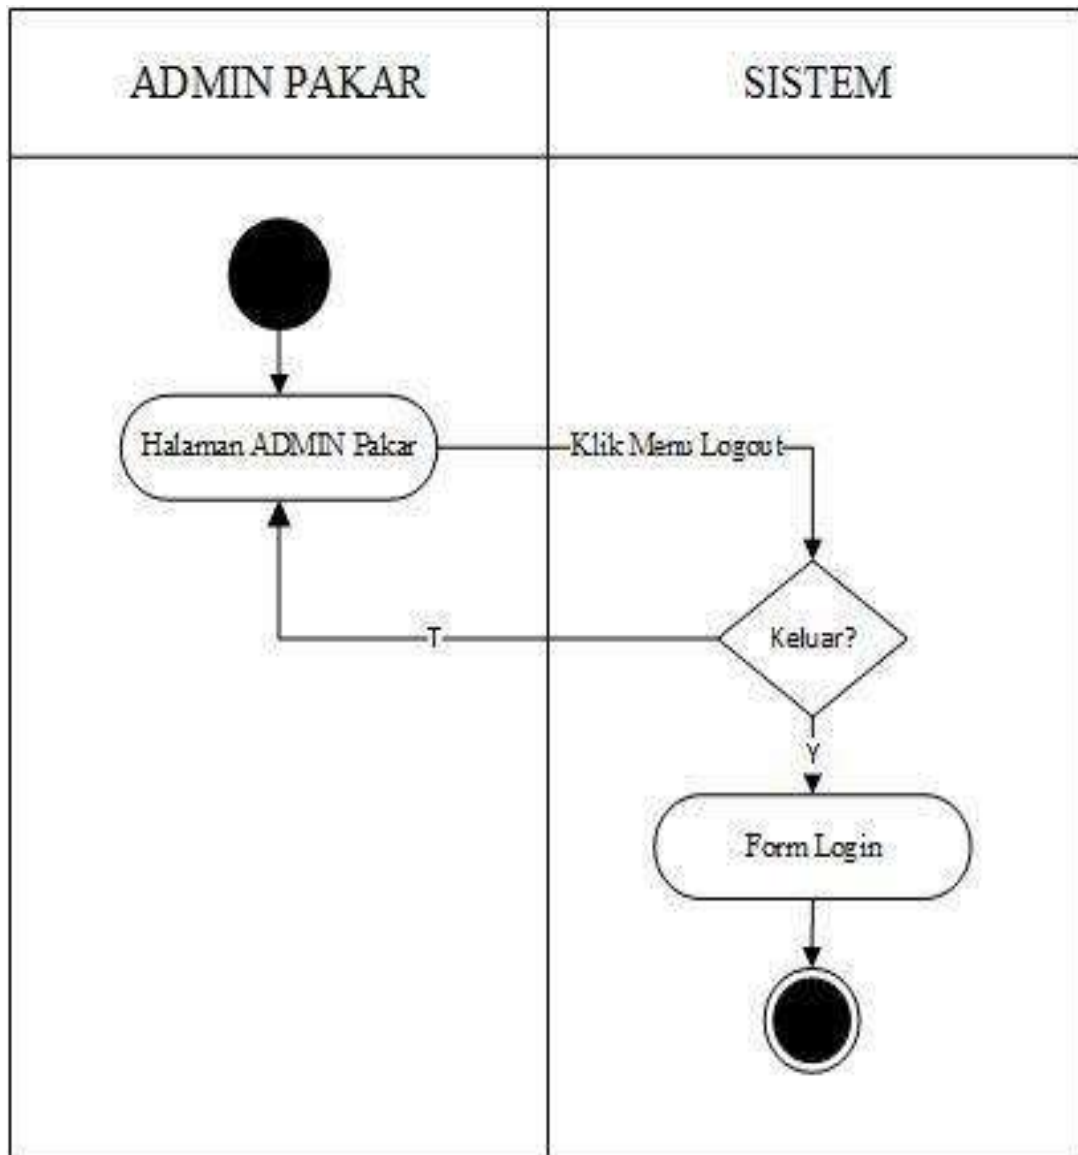 ADMIN PAKAR
SISTEM
Halaman ADMIN Pakar
Klik Menu Logout
Keluar?
T
Y
Form Login